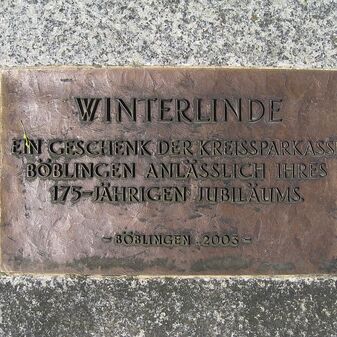 WINTERLINDE
EIN GESCHENK DER KREISSPARKASS
BÖBLINGEN ANLÄSSLICH IHRES
175-JÄHRIGEN JUBILÄUMS.
- BÖBLINGEN, 2003 -